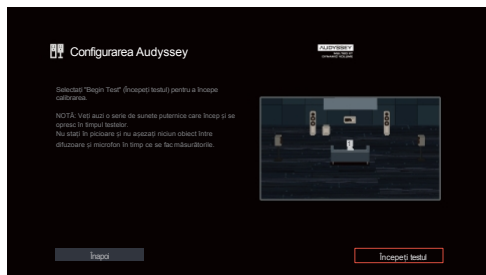 Configurarea Audyssey
AUDYSSEY
Selectați "Begin Test" (Începeți testul) pentru a începe
calibrarea.
NOTĂ: Veți auzi o serie de sunete puternice care încep și se
opresc în timpul testelor.
Nu stați în picioare și nu așezați niciun obiect între
difuzoare și microfon în timp ce se fac măsurătorile.
Înapoi
Începeți testul